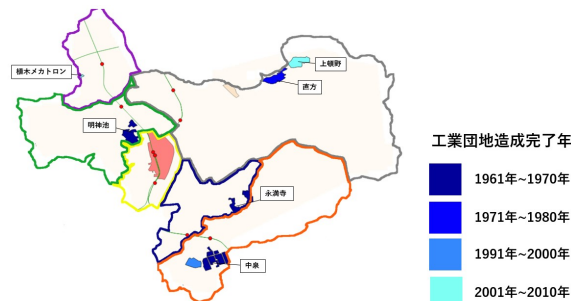 上頓野
植木メカトロン
直方
明神池
工業団地造成完了年
1961年~1970年
永満寺
1971年~1980年
1991年~2000年
中泉
2001年~2010年